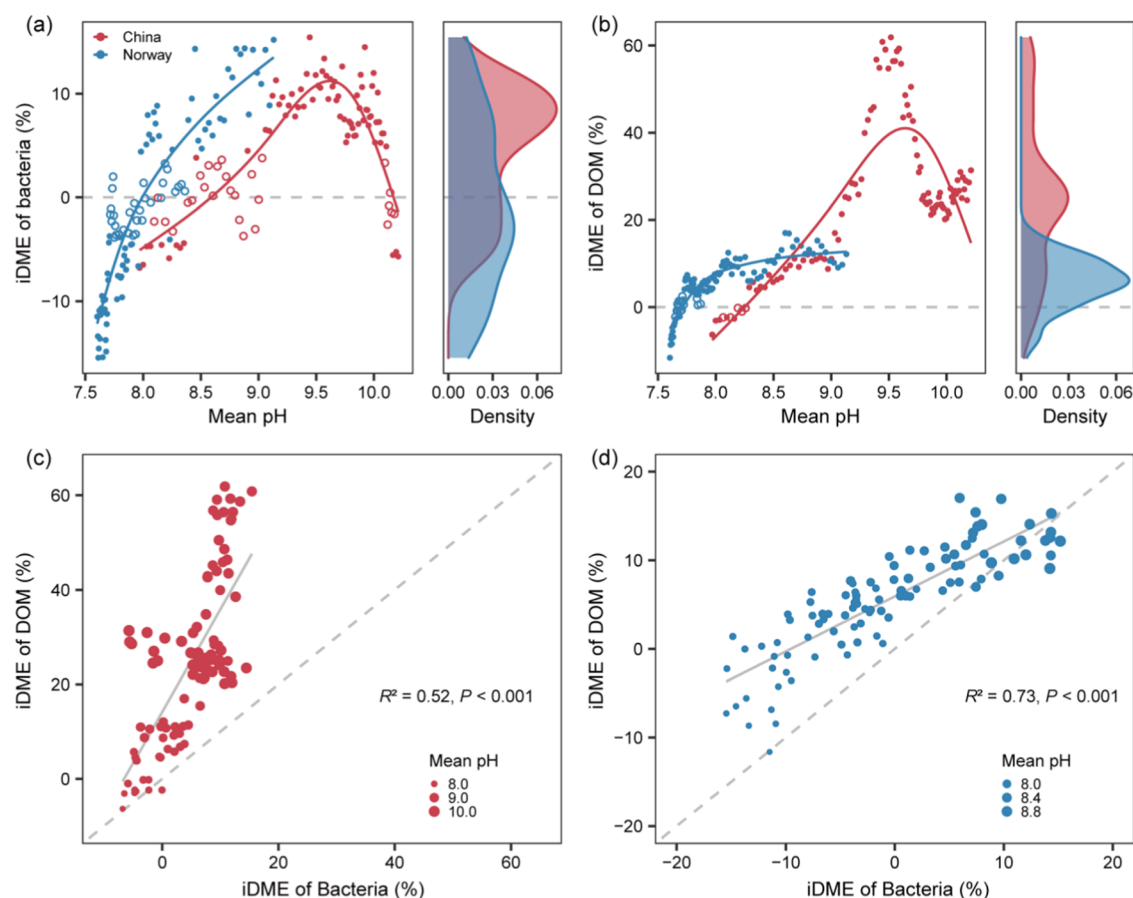 (a)
China
Norway
iDME of bacteria (%)
10
0
−10
7.5 8.0 8.5 9.0 9.5 10.0
Mean pH
0.00 0.03 0.06
Density
(b)
iDME of DOM (%)
60
40
20
0
7.5 8.0 8.5 9.0 9.5 10.0
Mean pH
0.00 0.03 0.06
Density
(c)
iDME of DOM (%)
60
40
20
0
R² = 0.52, P < 0.001
Mean pH
8.0
9.0
10.0
0 20 40 60
iDME of Bacteria (%)
(d)
iDME of DOM (%)
20
10
0
−10
−20
R² = 0.73, P < 0.001
Mean pH
8.0
8.4
8.8
−20 −10 0 10 20
iDME of Bacteria (%)